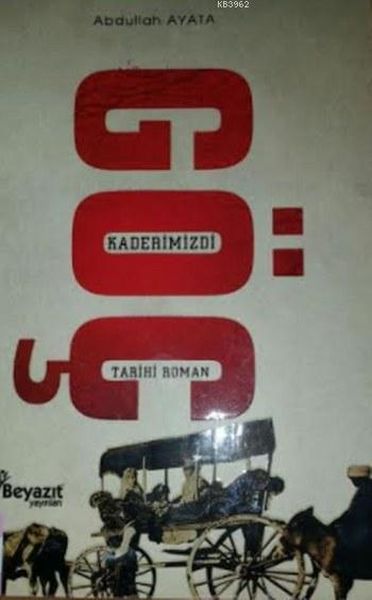 KB3962
Abdullah AYATA
GÖÇ
KADERİMİZDİ
TARİHİ ROMAN
Beyazıt
yayınları